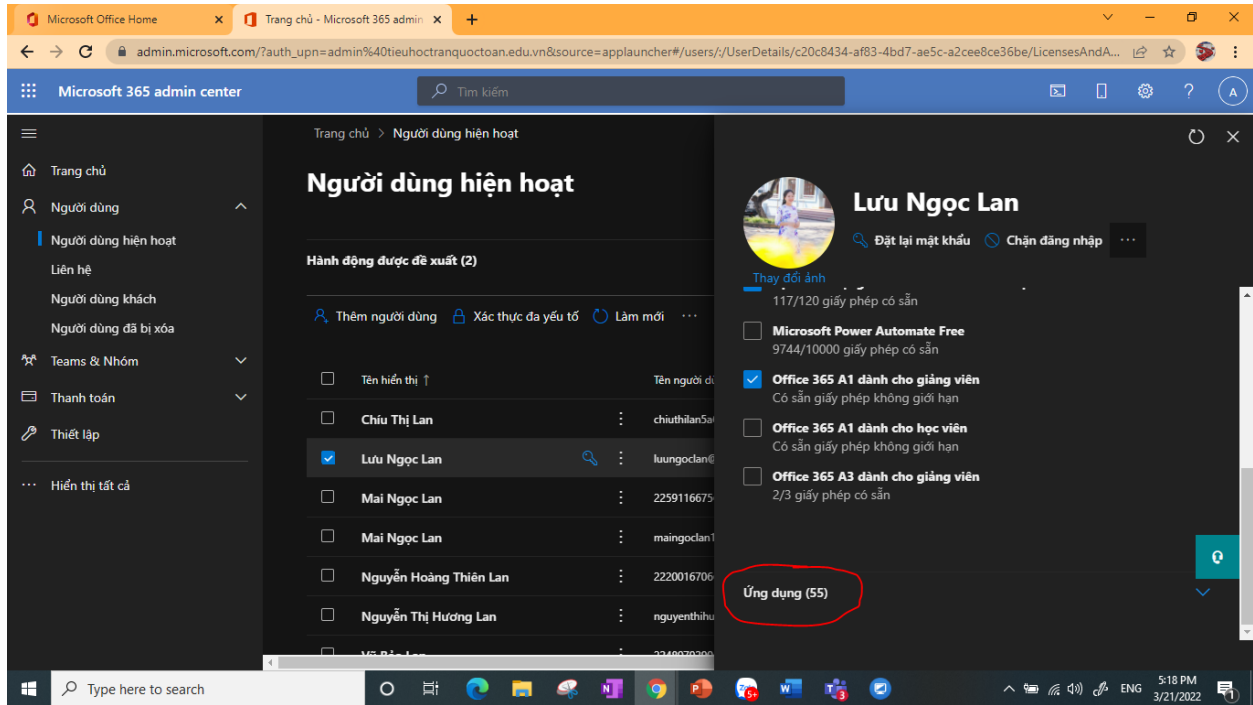 Microsoft Office Home
Trang chủ - Microsoft 365 admin
admin.microsoft.com/?auth_upn=admin%40tieuhoctranquoctoan.edu.vn&source=applauncher#/users/:/UserDetails/c20c8434-af83-4bd7-ae5c-a2cee8ce36be/LicensesAndA...
Microsoft 365 admin center
Tìm kiếm
A
Trang chủ
Người dùng
Người dùng hiện hoạt
Liên hệ
Người dùng khách
Người dùng đã bị xóa
Teams & Nhóm
Thanh toán
Thiết lập
Hiển thị tất cả
Trang chủ > Người dùng hiện hoạt
Người dùng hiện hoạt
Hành động được đề xuất (2)
Thêm người dùng Xác thực đa yếu tố Làm mới
Tên hiển thị ↑ Tên người dù
Chíu Thị Lan chiuthilan5a
Lưu Ngọc Lan luungoclan@
Mai Ngọc Lan 2259116675
Mai Ngọc Lan maingoclan1
Nguyễn Hoàng Thiên Lan 2220016706
Nguyễn Thị Hương Lan nguyenthihu
Lưu Ngọc Lan
Đặt lại mật khẩu Chặn đăng nhập
Thay đổi ảnh
117/120 giấy phép có sẵn
Microsoft Power Automate Free
9744/10000 giấy phép có sẵn
Office 365 A1 dành cho giảng viên
Có sẵn giấy phép không giới hạn
Office 365 A1 dành cho học viên
Có sẵn giấy phép không giới hạn
Office 365 A3 dành cho giảng viên
2/3 giấy phép có sẵn
Ứng dụng (55)
Type here to search
ENG
5:18 PM
3/21/2022